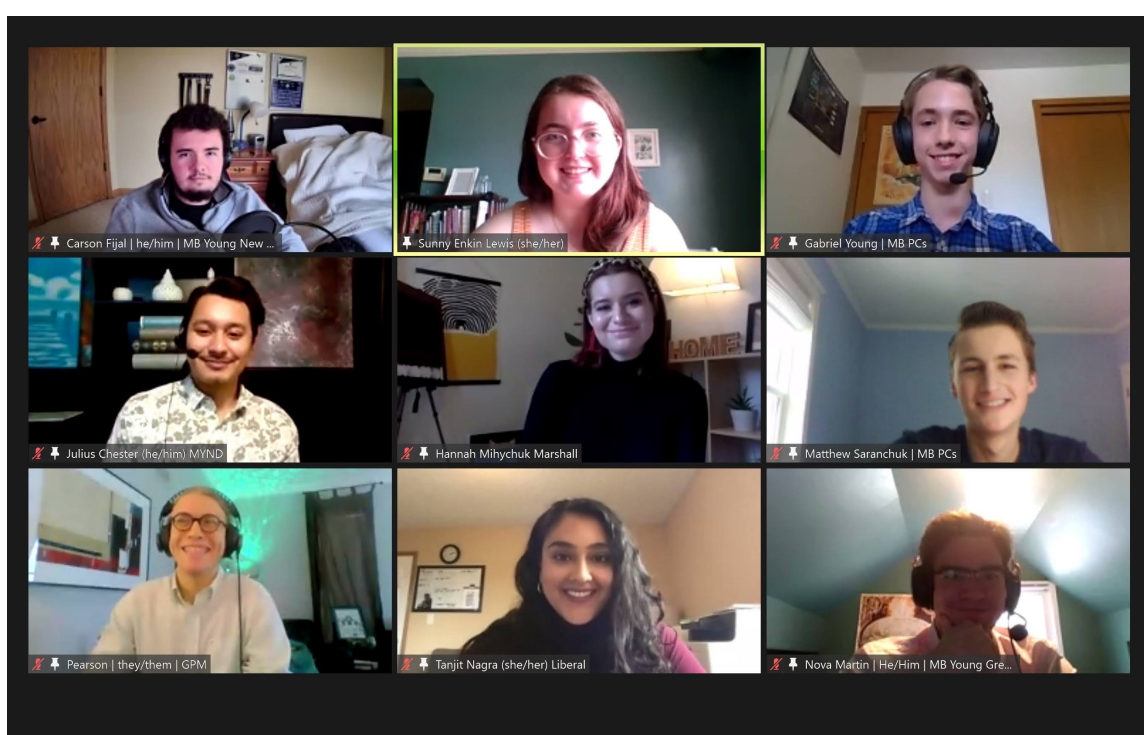 Carson Fijal | he/him | MB Young New ...
Sunny Enkin Lewis (she/her)
Gabriel Young | MB PCs
Julius Chester (he/him) MYND
HOME
Hannah Mihychuk Marshall
Matthew Saranchuk | MB PCs
Pearson | they/them | GPM
Tanjit Nagra (she/her) Liberal
Nova Martin | He/Him | MB Young Gre...